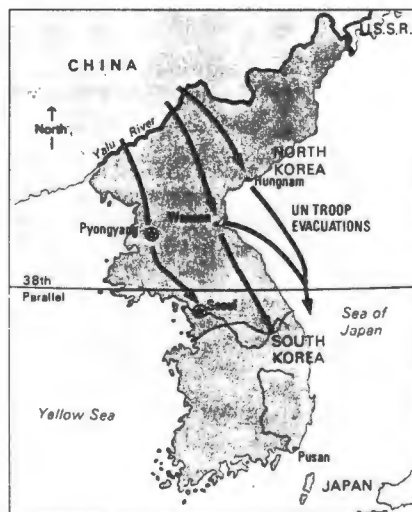 U.S.S.R.
CHINA
North
Yalu River
NORTH
KOREA
Hungnam
Wonsan
UN TROOP
EVACUATIONS
Pyongyang
38th
Parallel
Seoul
Sea of
Japan
SOUTH
KOREA
Yellow Sea
Pusan
JAPAN